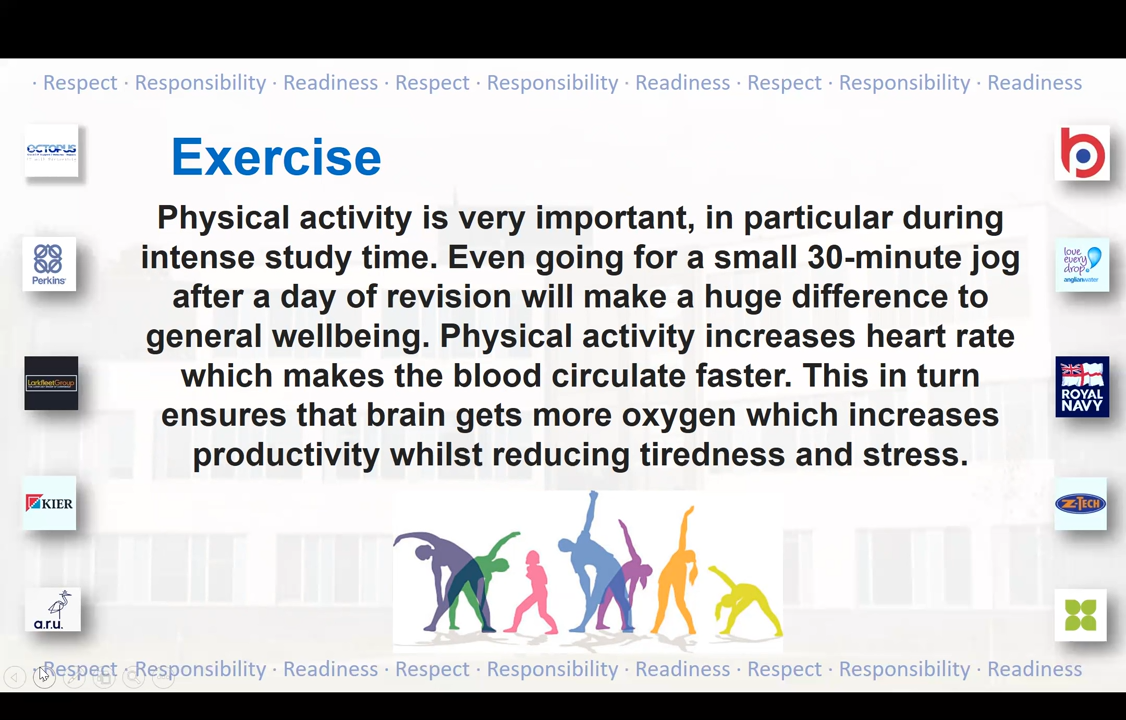 · Respect · Responsibility · Readiness · Respect · Responsibility · Readiness · Respect · Responsibility · Readiness
OCTOPUS
Exercise
Physical activity is very important, in particular during
intense study time. Even going for a small 30-minute jog
after a day of revision will make a huge difference to
general wellbeing. Physical activity increases heart rate
which makes the blood circulate faster. This in turn
ensures that brain gets more oxygen which increases
productivity whilst reducing tiredness and stress.
Perkins
LarkfleetGroup
KIER
a.r.u.
b
love
every
drop
anglianwater
ROYAL
NAVY
Z-TECH
· Respect · Responsibility · Readiness · Respect · Responsibility · Readiness · Respect · Responsibility · Readiness